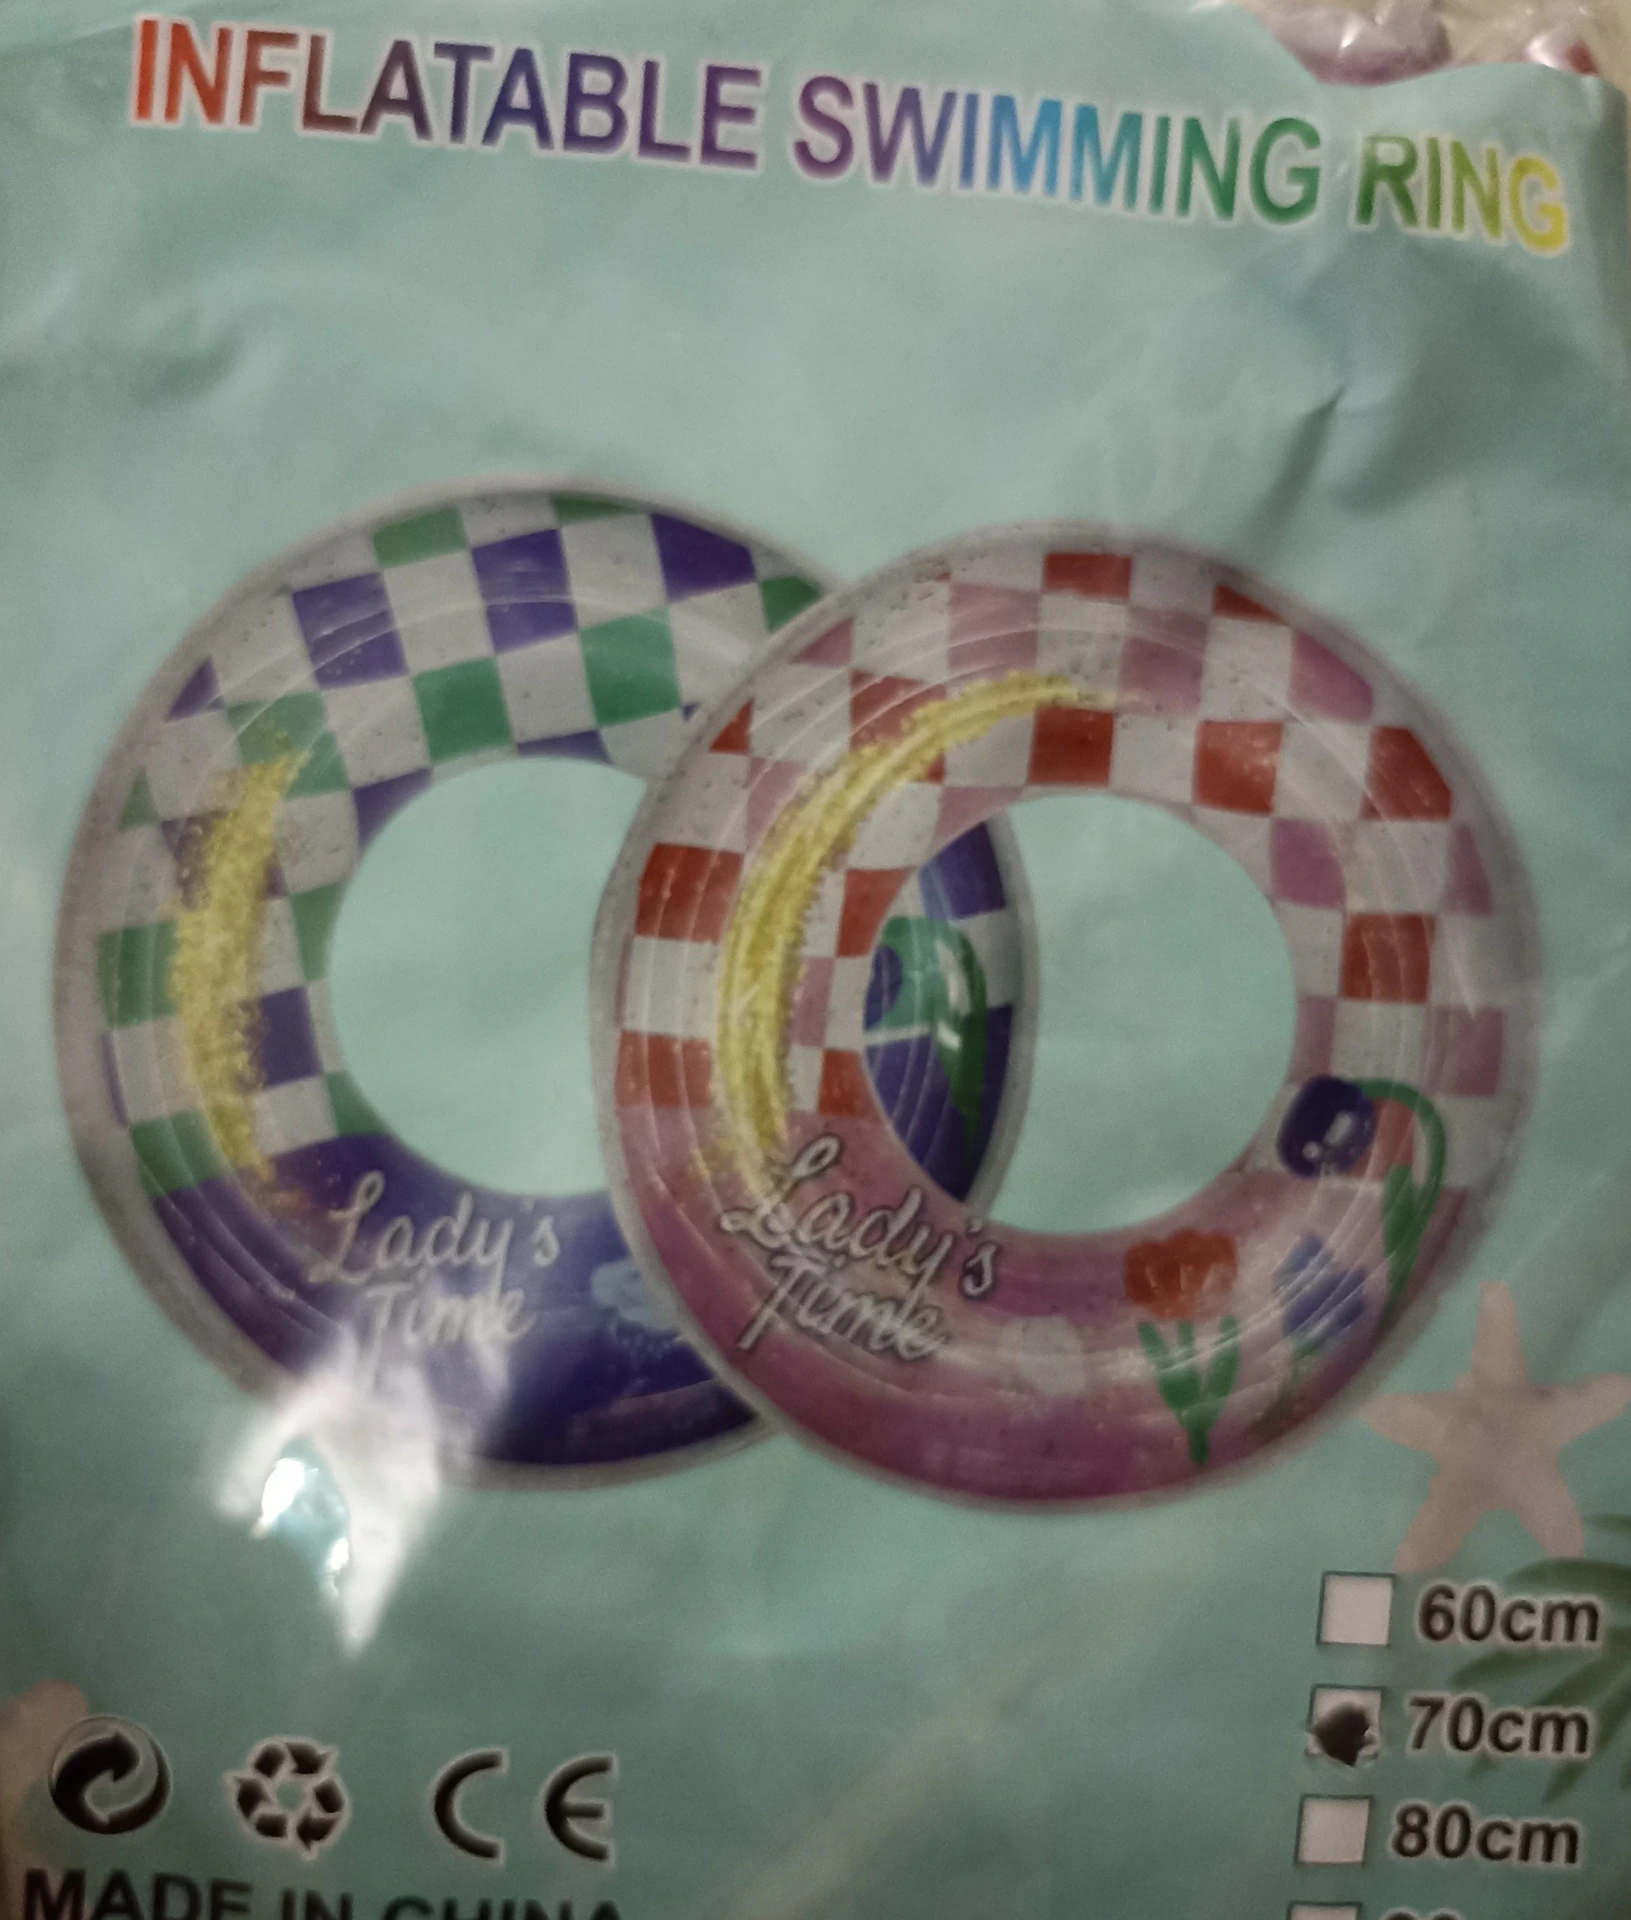 INFLATABLE SWIMMING RING
Lady's
Time
Lady's
Time
60cm
70cm
80cm
CE
MADE IN CHINA